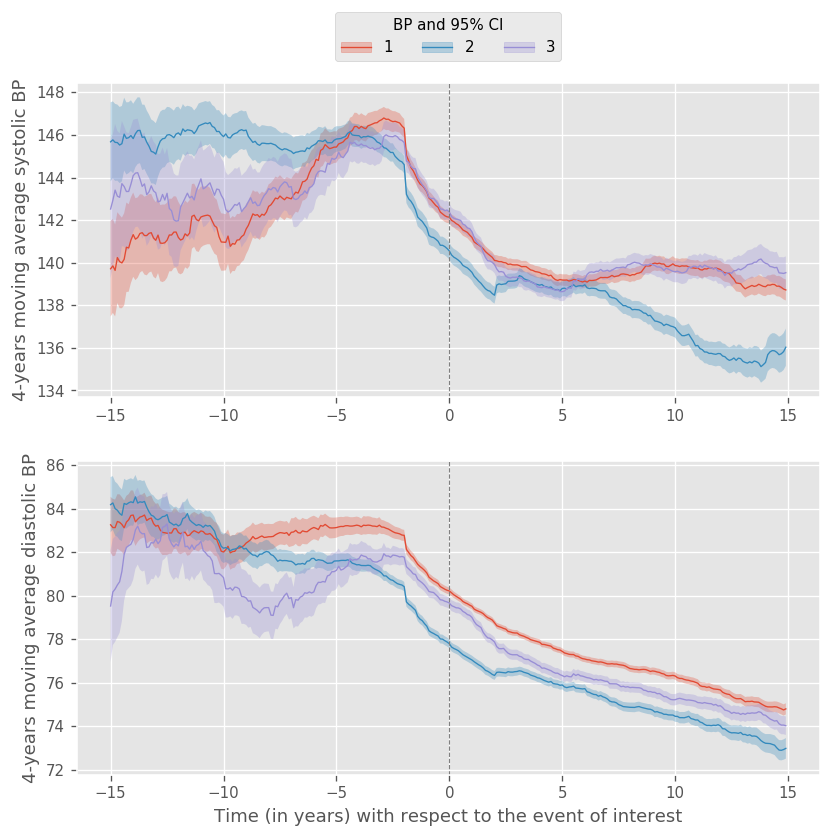 BP and 95% CI
1 2 3
4-years moving average systolic BP
148
146
144
142
140
138
136
134
−15 −10 −5 0 5 10 15
4-years moving average diastolic BP
86
84
82
80
78
76
74
72
−15 −10 −5 0 5 10 15
Time (in years) with respect to the event of interest